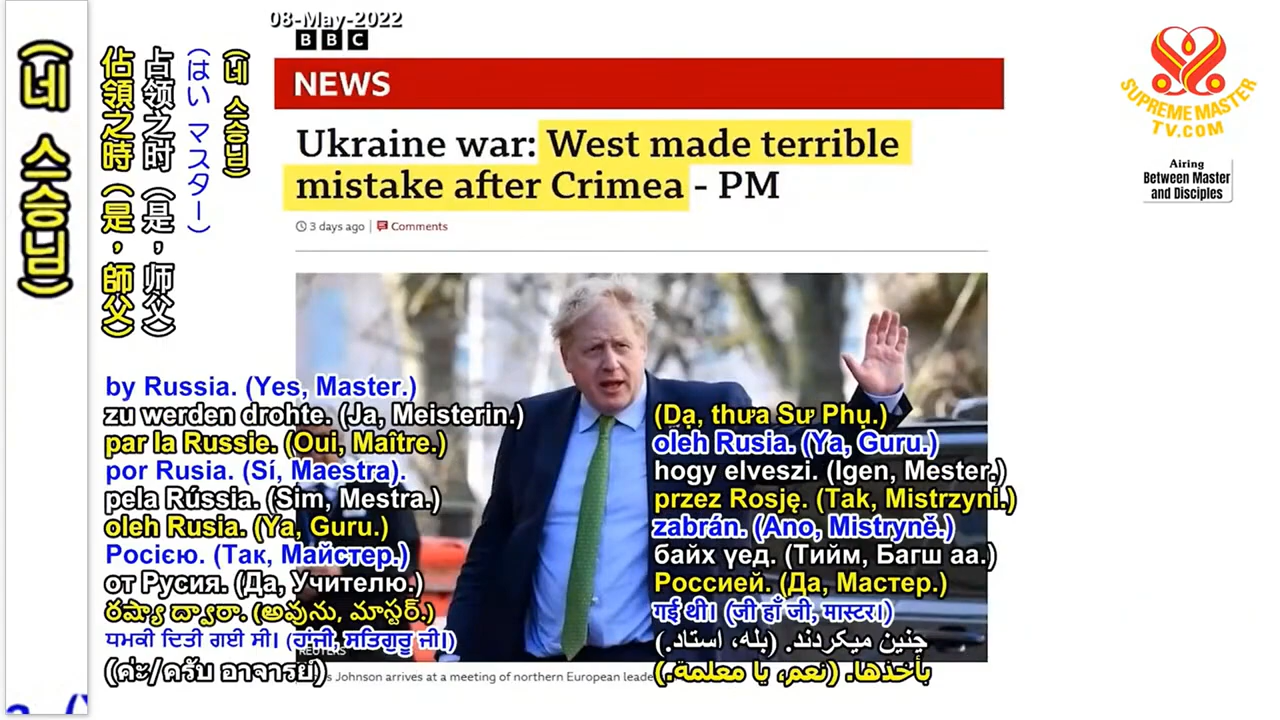 08-May-2022
BBC
NEWS
Ukraine war: West made terrible
mistake after Crimea - PM
3 days ago | Comments
SUPREME MASTER
TV.COM
Airing
Between Master
and Disciples
(네 스승님)
佔領之時(是，師父)
占领之时(是，师父)
(はい マスター)
(네 스승님)
by Russia. (Yes, Master.)
zu werden drohte. (Ja, Meisterin.)
par la Russie. (Oui, Maître.)
por Rusia. (Sí, Maestra).
pela Rússia. (Sim, Mestra.)
oleh Rusia. (Ya, Guru.)
Росією. (Так, Майстер.)
от Русия. (Да, Учителю.)
రష్యా ద్వారా. (అవును, మాస్టర్.)
ਧਮਕੀ ਦਿਤੀ ਗਈ ਸੀ। (ਹਾਂਜੀ, ਸਤਿਗੁਰੂ ਜੀ।)
(ค่ะ/ครับ อาจารย์)
(Dạ, thưa Sư Phụ.)
oleh Rusia. (Ya, Guru.)
hogy elveszi. (Igen, Mester.)
przez Rosję. (Tak, Mistrzyni.)
zabrán. (Ano, Mistryně.)
байх үед. (Тийм, Багш аа.)
Россией. (Да, Мастер.)
गई थी। (जी हाँ जी, मास्टर।)
چنین میکردند. (بله، استاد.)
بأخذها. (نعم، يا معلمة.)
REUTERS
s Johnson arrives at a meeting of northern European leade